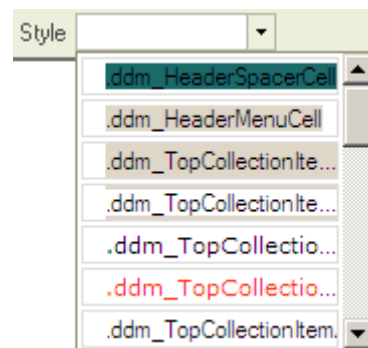 Style
.ddm_HeaderSpacerCell
.ddm_HeaderMenuCell
.ddm_TopCollectionIte...
.ddm_TopCollectionIte...
.ddm_TopCollectio...
.ddm_TopCollectio...
.ddm_TopCollectionItem.